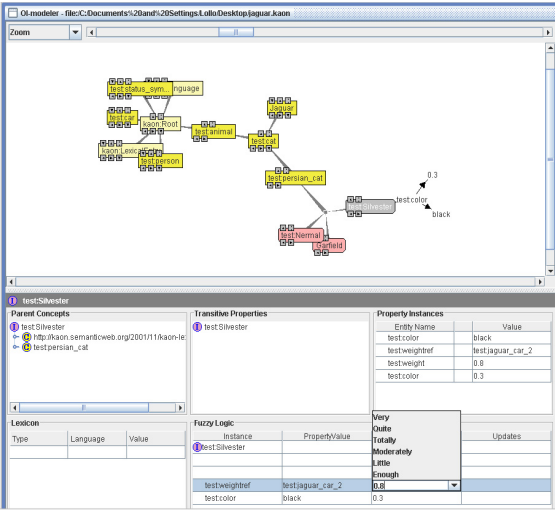 OI-modeler - file:/C:/Documents%20and%20Settings/Lollo/Desktop/jaguar.kaon
Zoom
test:status_sym...
nguage
Jaguar
test:car
kaon:Root
test:animal
test:cat
kaon:LexicalEntry
test:person
test:persian_cat
0.3
test:color
test:Silvester
black
test:Nermal
Garfield
test:Silvester
Parent Concepts
test:Silvester
http://kaon.semanticweb.org/2001/11/kaon-le
test:persian_cat
Transitive Properties
test:Silvester
Property Instances
Entity Name Value
test:color black
test:weightref test:jaguar_car_2
test:weight 0.8
test:color 0.3
Lexicon
Type Language Value
Fuzzy Logic
Instance PropertyValue Updates
test:Silvester
Very
Quite
Totally
Moderately
Little
Enough
test:weightref test:jaguar_car_2 0.8
test:color black 0.3